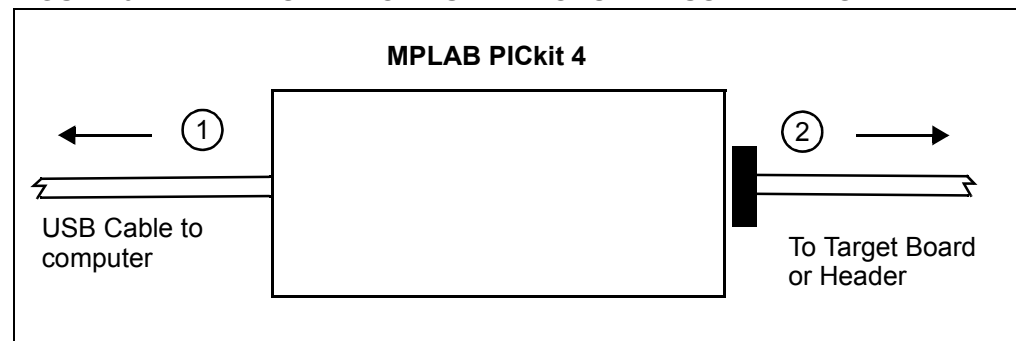 MPLAB PICkit 4
1
2
USB Cable to
computer
To Target Board
or Header